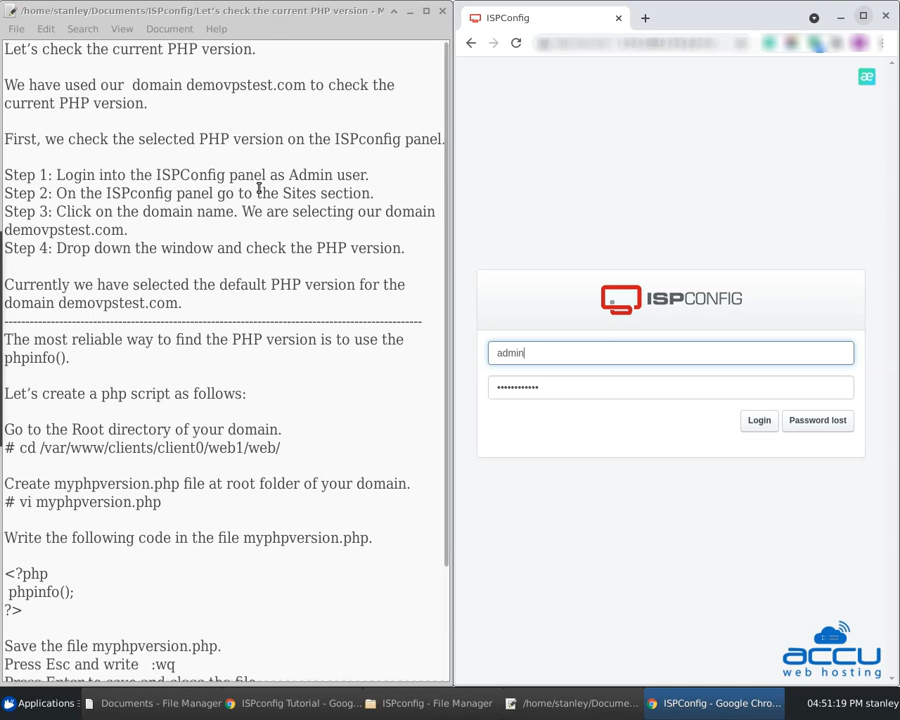 /home/stanley/Documents/ISPconfig/Let's check the current PHP version - M
File Edit Search View Document Help
Let's check the current PHP version.
We have used our  domain demovpstest.com to check the
current PHP version.
First, we check the selected PHP version on the ISPconfig panel.
Step 1: Login into the ISPConfig panel as Admin user.
Step 2: On the ISPconfig panel go to the Sites section.
Step 3: Click on the domain name. We are selecting our domain
demovpstest.com.
Step 4: Drop down the window and check the PHP version.
Currently we have selected the default PHP version for the
domain demovpstest.com.
--------------------------------------------------------------------------------------------------
The most reliable way to find the PHP version is to use the
phpinfo().
Let's create a php script as follows:
Go to the Root directory of your domain.
# cd /var/www/clients/client0/web1/web/
Create myphpversion.php file at root folder of your domain.
# vi myphpversion.php
Write the following code in the file myphpversion.php.
<?php
phpinfo();
?>
Save the file myphpversion.php.
Press Esc and write   :wq
Press Enter to save and close the file
ISPConfig
æ
ISPCONFIG
admin
••••••••••••
Login Password lost
accu
web hosting
Applications Documents - File Manager ISPConfig Tutorial - Goog... ISPConfig - File Manager /home/stanley/Docume... ISPConfig - Google Chro... 04:51:19 PM stanley